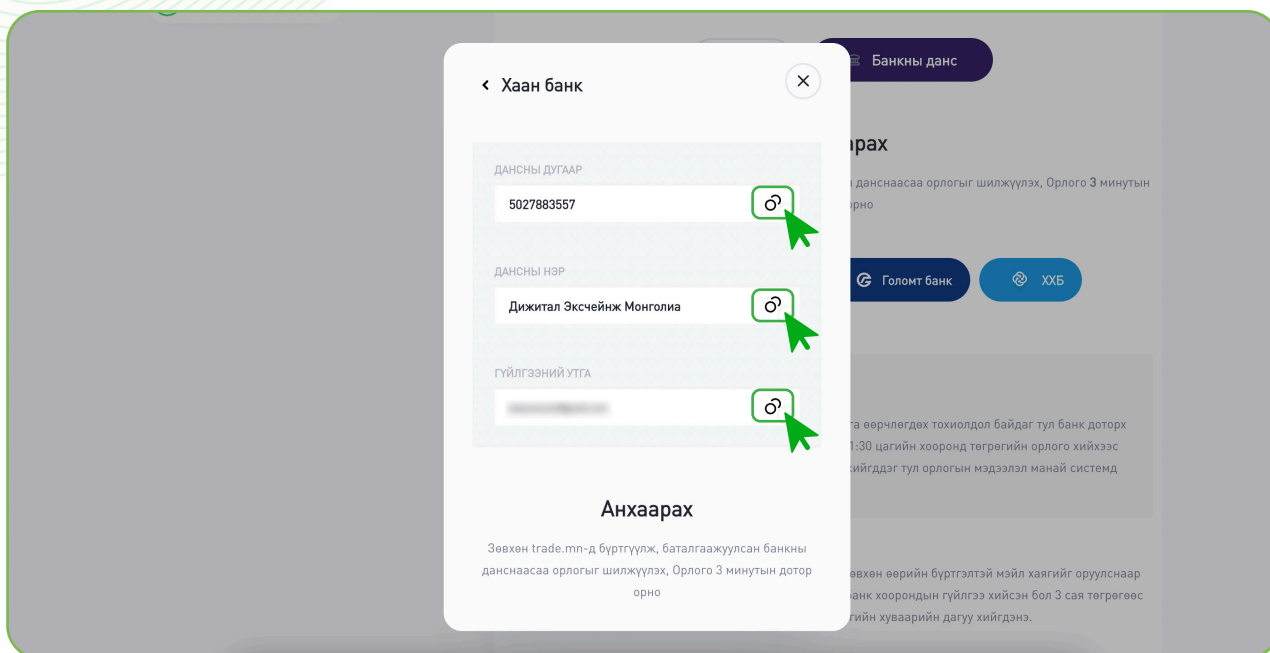 Банкны данс
Хаан банк
арах
ДАНСНЫ ДУГААР
данснаасаа орлогыг шилжүүлэх, Орлого 3 минутын
орно
5027883557
ДАНСНЫ НЭР
Голомт банк
ХХБ
Дижитал Эксчейнж Монголиа
ГҮЙЛГЭЭНИЙ УТГА
га өөрчлөгдөх тохиолдол байдаг тул банк доторх
1:30 цагийн хооронд төгрөгийн орлого хийхээс
хийгддэг тул орлогын мэдээлэл манай системд
Анхаарах
Зөвхөн trade.mn-д бүртгүүлж, баталгаажуулсан банкны
данснаасаа орлогыг шилжүүлэх, Орлого 3 минутын дотор
орно
өвхөн өөрийн бүртгэлтэй мэйл хаягийг оруулснаар
банк хоорондын гүйлгээ хийсэн бол 3 сая төгрөгөөс
гийн хуваарийн дагуу хийгдэнэ.